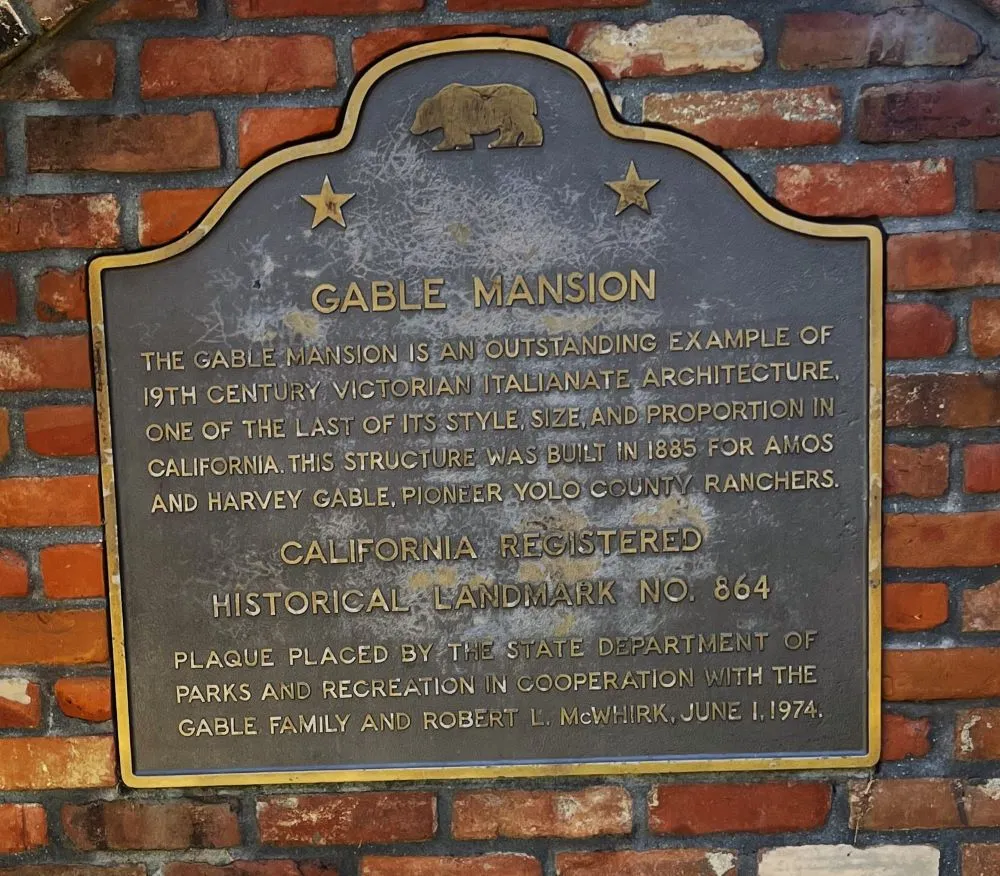 GABLE MANSION
THE GABLE MANSION IS AN OUTSTANDING EXAMPLE OF
19TH CENTURY VICTORIAN ITALIANATE ARCHITECTURE,
ONE OF THE LAST OF ITS STYLE, SIZE, AND PROPORTION IN
CALIFORNIA. THIS STRUCTURE WAS BUILT IN 1885 FOR AMOS
AND HARVEY GABLE, PIONEER YOLO COUNTY RANCHERS.
CALIFORNIA REGISTERED
HISTORICAL LANDMARK NO. 864
PLAQUE PLACED BY THE STATE DEPARTMENT OF
PARKS AND RECREATION IN COOPERATION WITH THE
GABLE FAMILY AND ROBERT L. McWHIRK, JUNE 1, 1974.